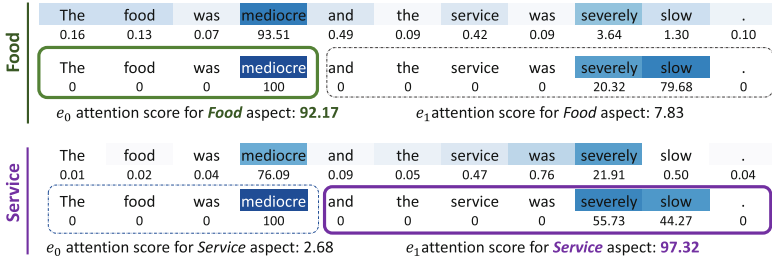 Food
The food was mediocre and the service was severely slow .
0.16 0.13 0.07 93.51 0.49 0.09 0.42 0.09 3.64 1.30 0.10
The food was mediocre and the service was severely slow .
0 0 0 100 0 0 0 0 20.32 79.68 0
e0 attention score for Food aspect: 92.17 e1 attention score for Food aspect: 7.83
Service
The food was mediocre and the service was severely slow .
0.01 0.02 0.04 76.09 0.09 0.05 0.47 0.76 21.91 0.50 0.04
The food was mediocre and the service was severely slow .
0 0 0 100 0 0 0 0 55.73 44.27 0
e0 attention score for Service aspect: 2.68 e1 attention score for Service aspect: 97.32